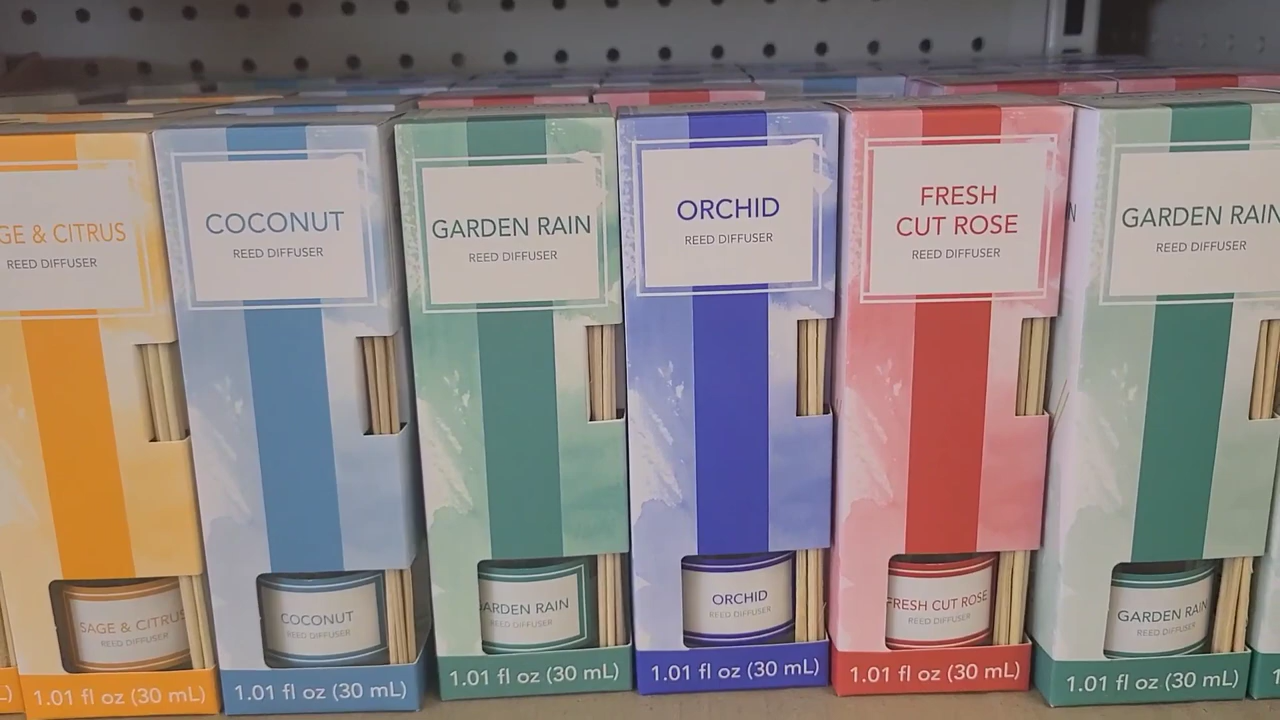 GE & CITRUS
REED DIFFUSER
SAGE & CITRUS
REED DIFFUSER
1.01 fl oz (30 mL)
COCONUT
REED DIFFUSER
COCONUT
REED DIFFUSER
1.01 fl oz (30 mL)
GARDEN RAIN
REED DIFFUSER
GARDEN RAIN
REED DIFFUSER
1.01 fl oz (30 mL)
ORCHID
REED DIFFUSER
ORCHID
REED DIFFUSER
1.01 fl oz (30 mL)
FRESH
CUT ROSE
REED DIFFUSER
FRESH CUT ROSE
REED DIFFUSER
1.01 fl oz (30 mL)
GARDEN RAIN
REED DIFFUSER
GARDEN RAIN
REED DIFFUSER
1.01 fl oz (30 mL)